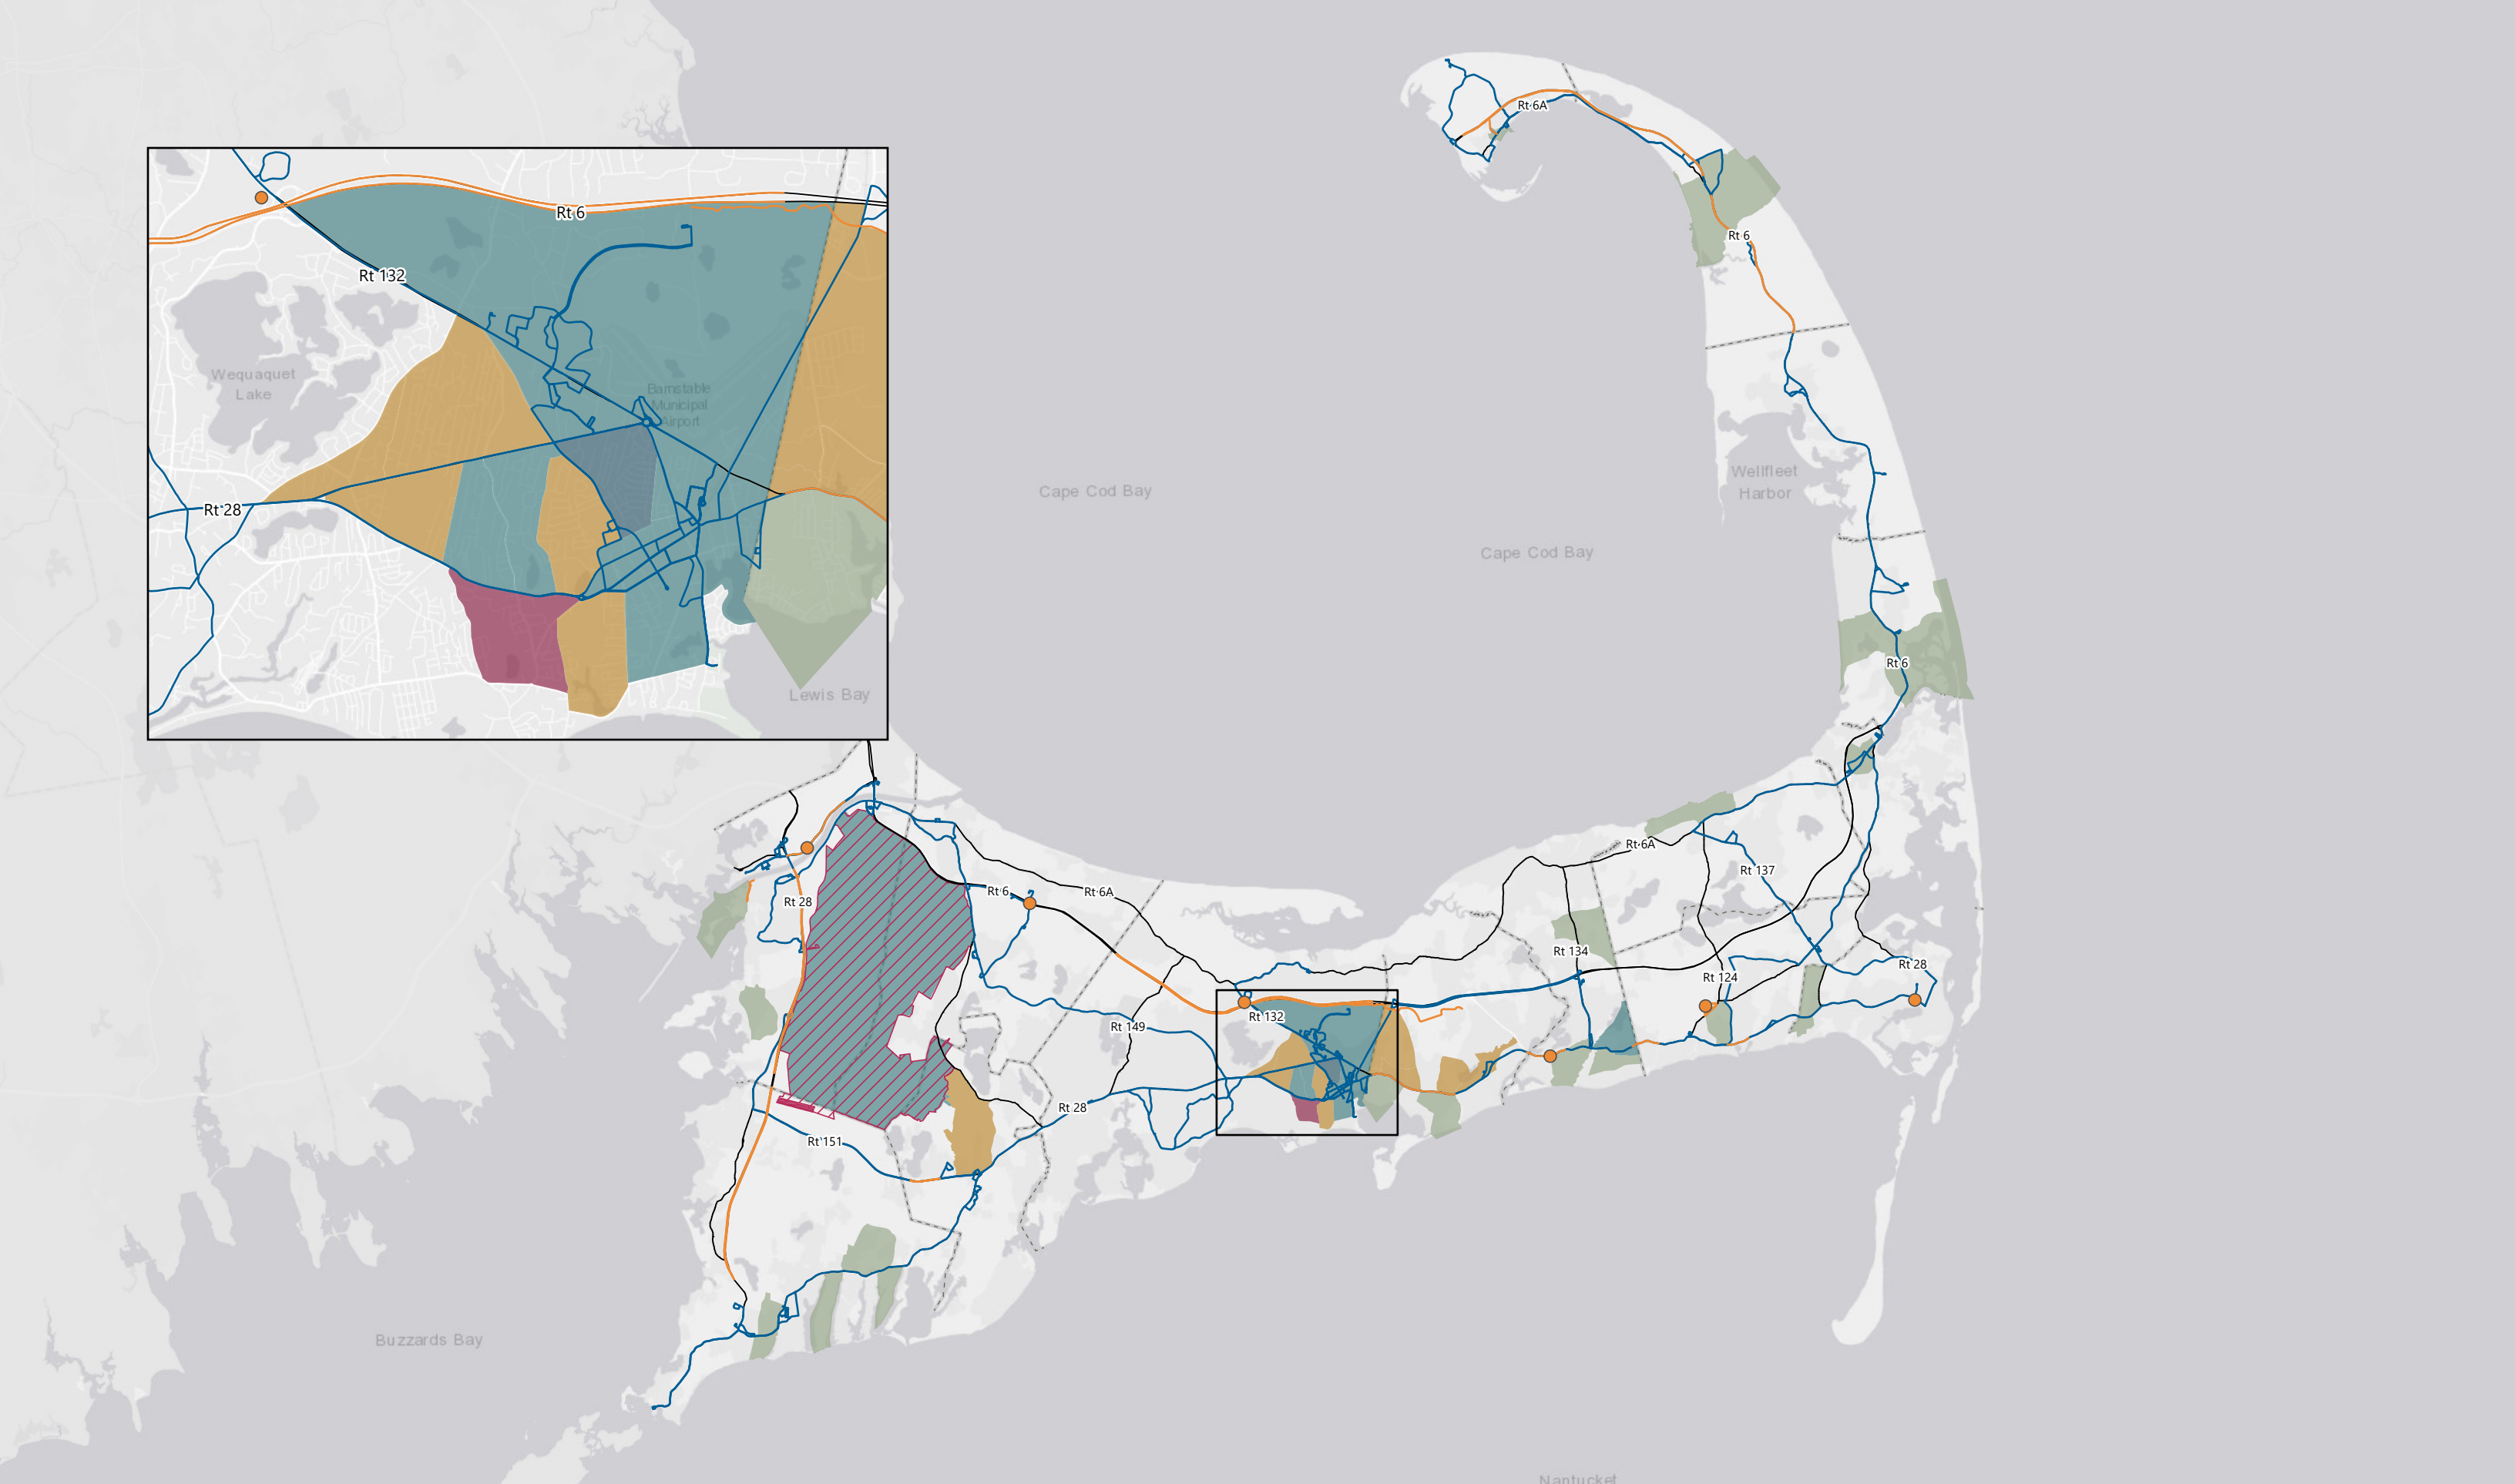 Rt 6A
Rt 6
Rt 6
Rt 132
Wequaquet
Lake
Barnstable
Municipal
Airport
Rt 28
Lewis Bay
Cape Cod Bay
Wellfleet
Harbor
Cape Cod Bay
Rt 6
Rt 6A
Rt 137
Rt 6
Rt 6A
Rt 28
Rt 134
Rt 28
Rt 124
Rt 132
Rt 149
Rt 28
Rt 151
Buzzards Bay
Nantucket